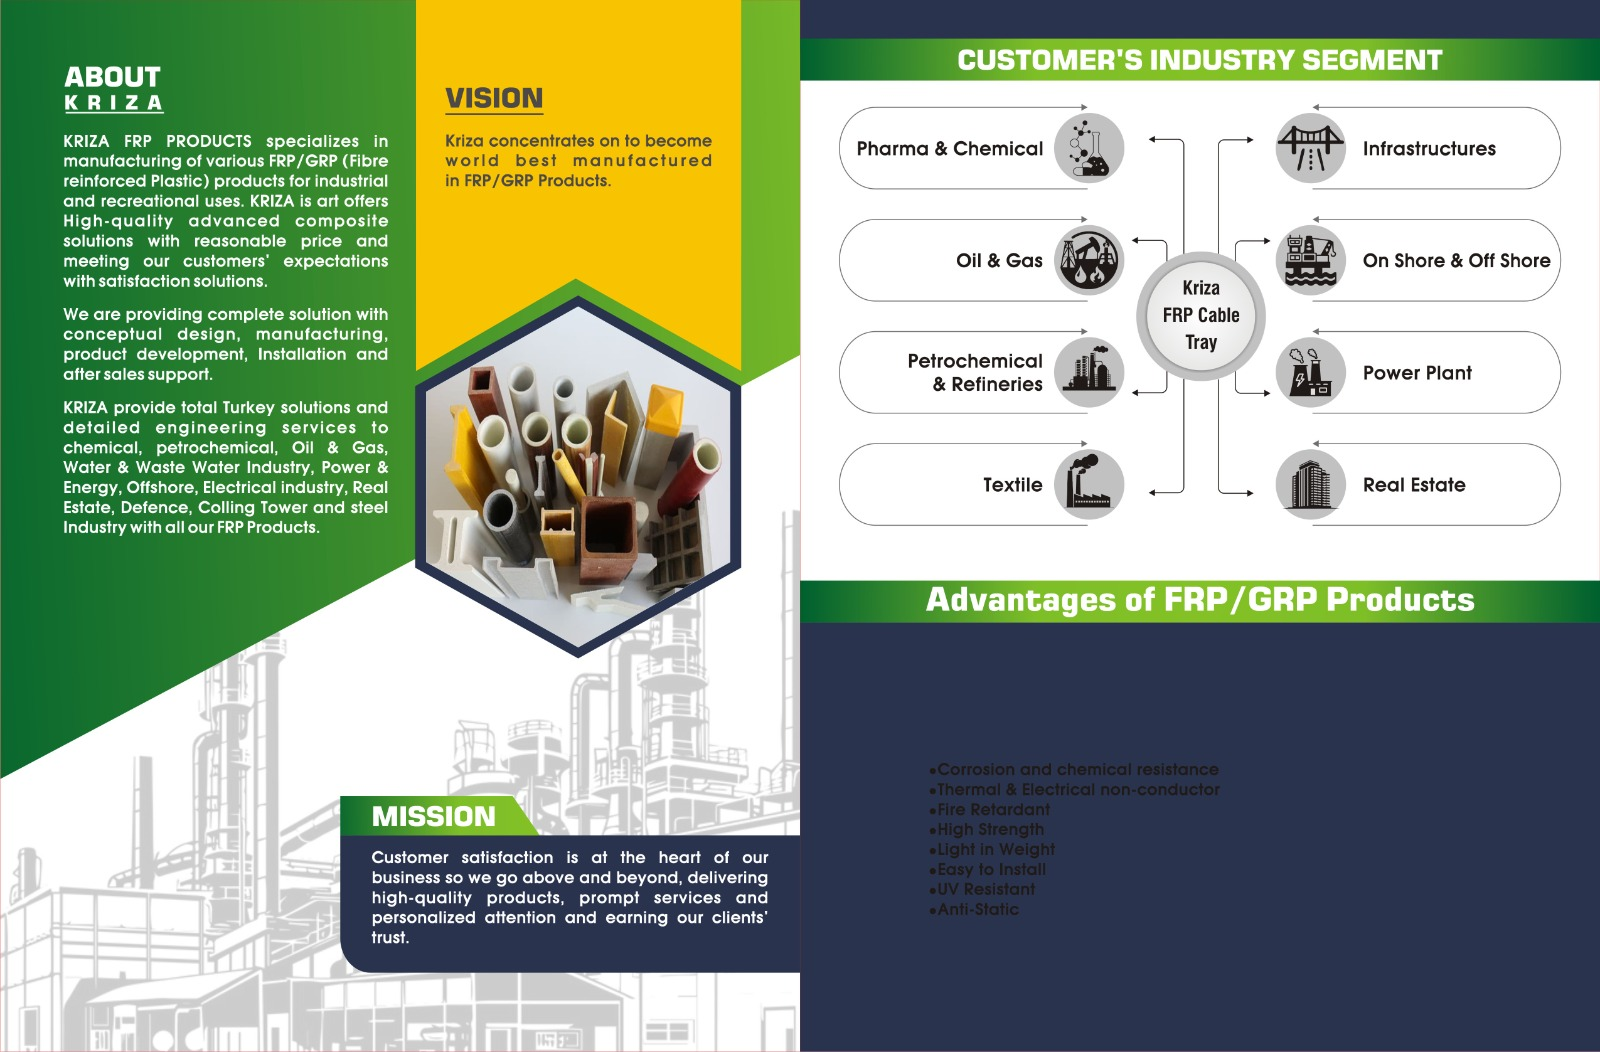 ABOUT
KRIZA
KRIZA FRP PRODUCTS specializes in
manufacturing of various FRP/GRP (Fibre
reinforced Plastic) products for industrial
and recreational uses. KRIZA is art offers
High-quality advanced composite
solutions with reasonable price and
meeting our customers' expectations
with satisfaction solutions.
We are providing complete solution with
conceptual design, manufacturing,
product development, Installation and
after sales support.
KRIZA provide total Turkey solutions and
detailed engineering services to
chemical, petrochemical, Oil & Gas,
Water & Waste Water Industry, Power &
Energy, Offshore, Electrical industry, Real
Estate, Defence, Colling Tower and steel
Industry with all our FRP Products.
VISION
Kriza concentrates on to become
world best manufactured
in FRP/GRP Products.
MISSION
Customer satisfaction is at the heart of our
business so we go above and beyond, delivering
high-quality products, prompt services and
personalized attention and earning our clients'
trust.
CUSTOMER'S INDUSTRY SEGMENT
Pharma & Chemical
Oil & Gas
Petrochemical
& Refineries
Textile
Kriza
FRP Cable
Tray
Infrastructures
On Shore & Off Shore
Power Plant
Real Estate
Advantages of FRP/GRP Products
•Corrosion and chemical resistance
•Thermal & Electrical non-conductor
•Fire Retardant
•High Strength
•Light in Weight
•Easy to Install
•UV Resistant
•Anti-Static